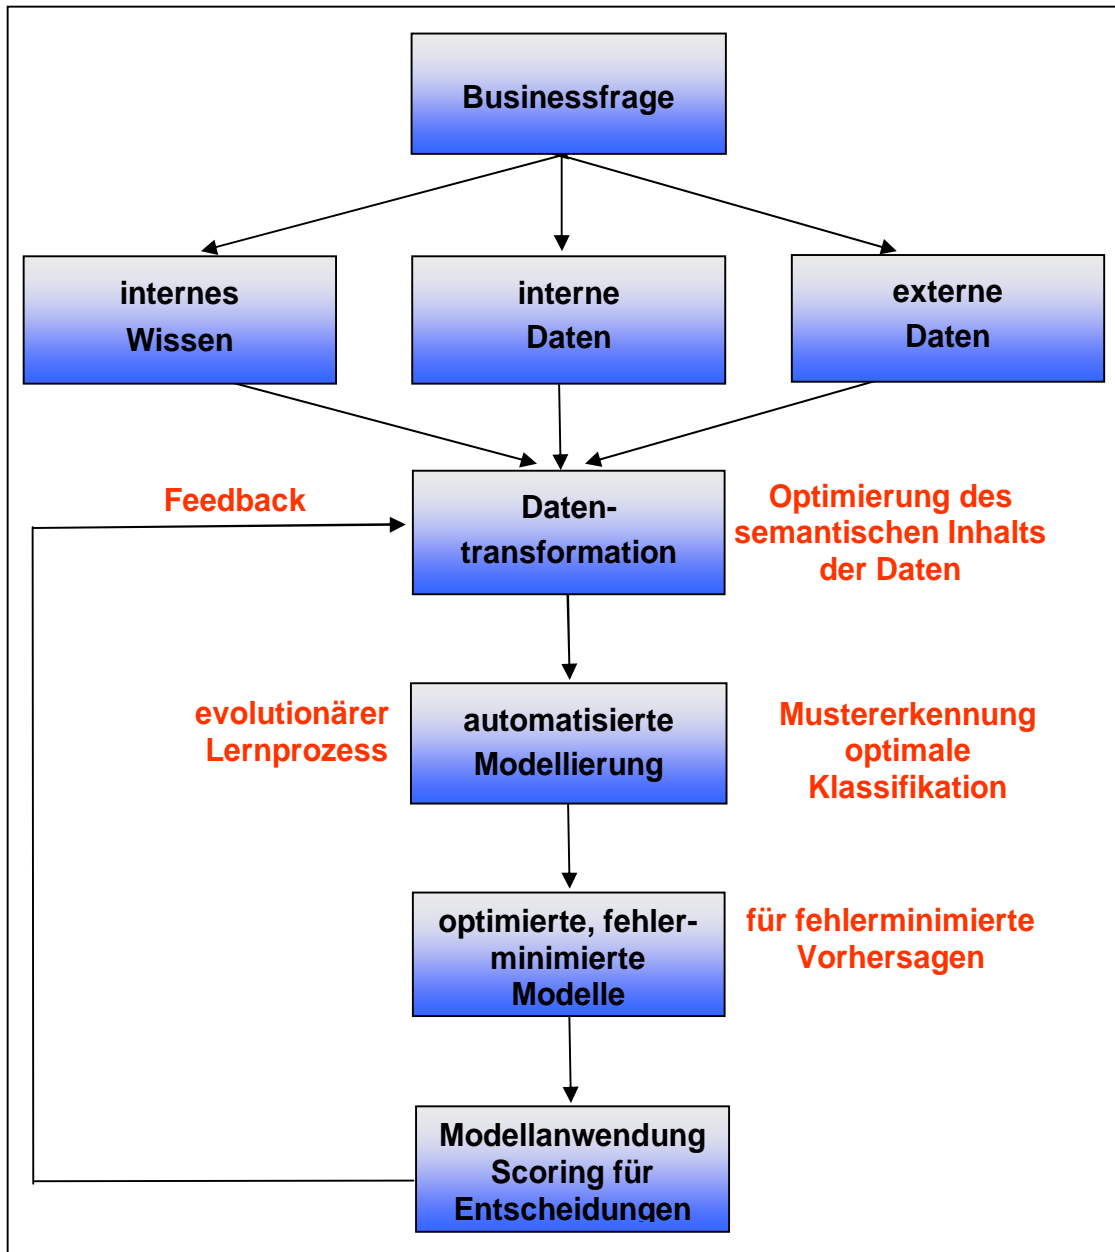 Businessfrage
internes
Wissen
interne
Daten
externe
Daten
Feedback
Daten-
transformation
Optimierung des
semantischen Inhalts
der Daten
evolutionärer
Lernprozess
automatisierte
Modellierung
Mustererkennung
optimale
Klassifikation
optimierte, fehler-
minimierte
Modelle
für fehlerminimierte
Vorhersagen
Modellanwendung
Scoring für
Entscheidungen